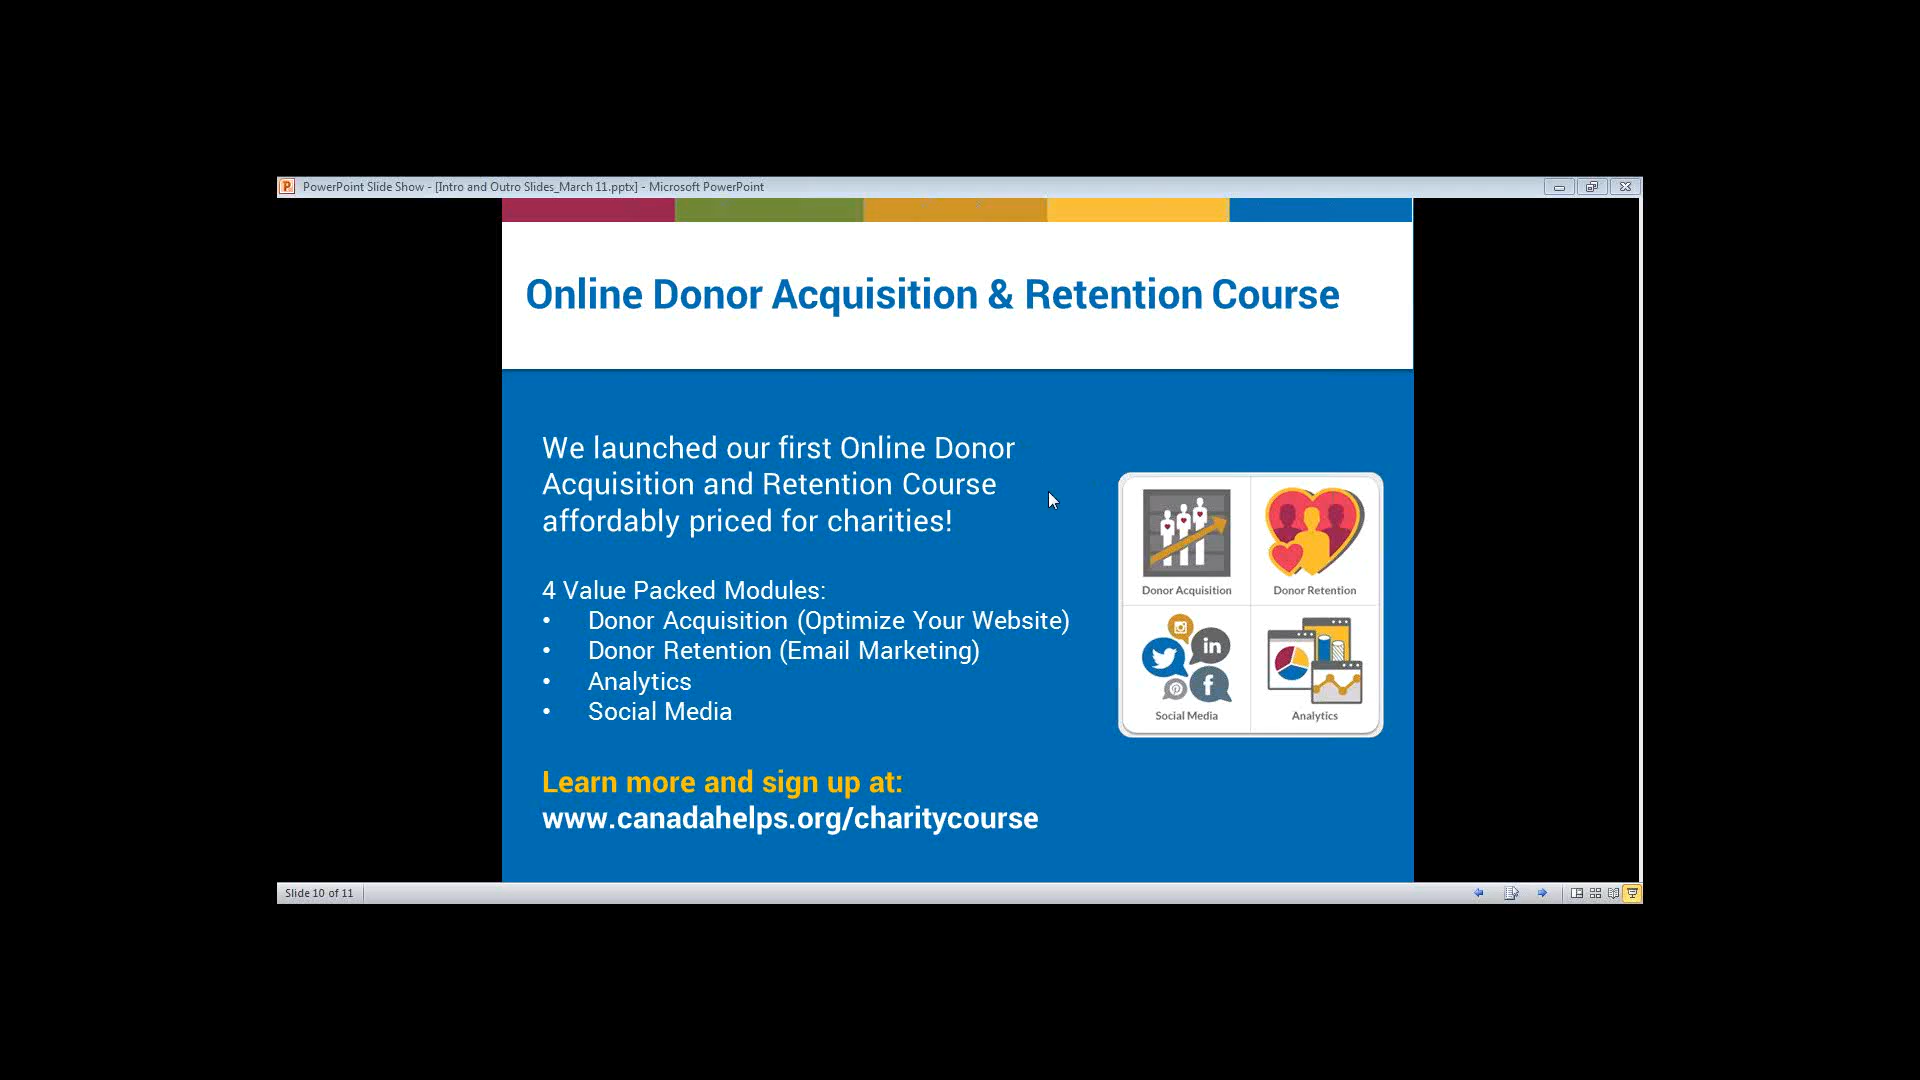 PowerPoint Slide Show - [Intro and Outro Slides_March 11.pptx] - Microsoft PowerPoint
Online Donor Acquisition & Retention Course
We launched our first Online Donor
Acquisition and Retention Course
affordably priced for charities!
4 Value Packed Modules:
• Donor Acquisition (Optimize Your Website)
• Donor Retention (Email Marketing)
• Analytics
• Social Media
Learn more and sign up at:
www.canadahelps.org/charitycourse
Donor Acquisition
Donor Retention
Social Media
Analytics
Slide 10 of 11